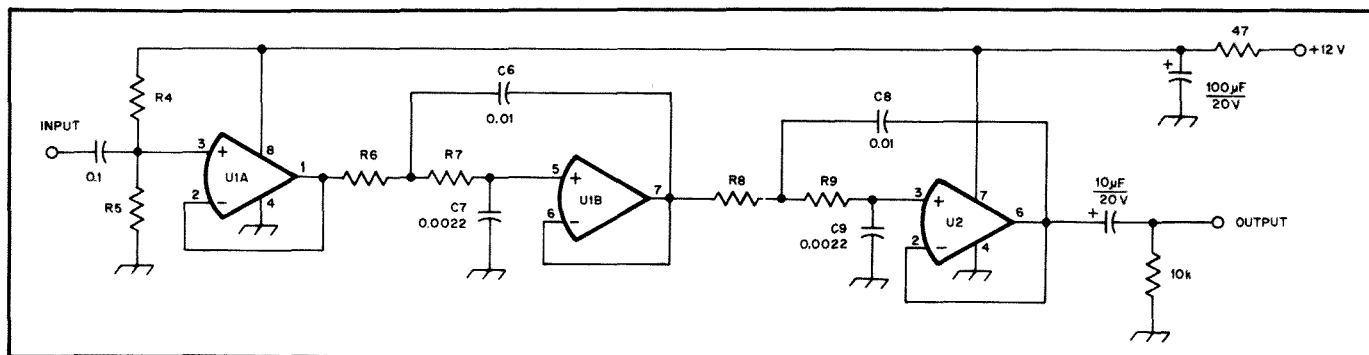 47
+12 V
+
100µF
20V
R4
C6
0.01
C8
0.01
INPUT
0.1
3
+
8
U1A
1
2
−
4
R5
R6
R7
C7
0.0022
5
+
U1B
7
6
−
R8
R9
C9
0.0022
3
+
7
U2
6
2
−
4
10µF
20V
+
OUTPUT
10k